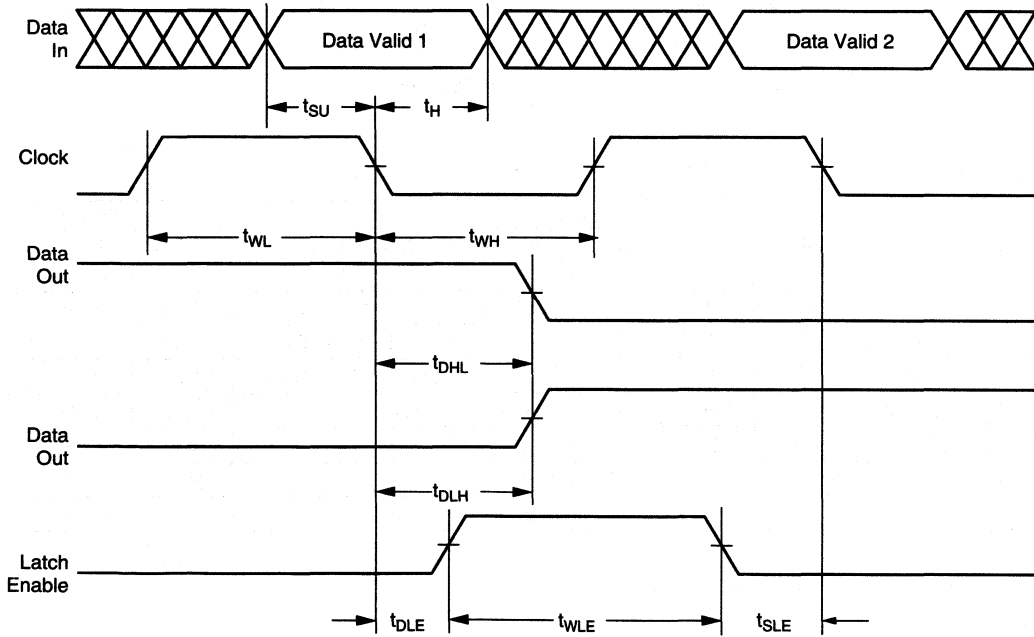 Data
In
Data Valid 1
Data Valid 2
tSU
tH
Clock
tWL
tWH
Data
Out
tDHL
Data
Out
tDLH
Latch
Enable
tDLE
tWLE
tSLE